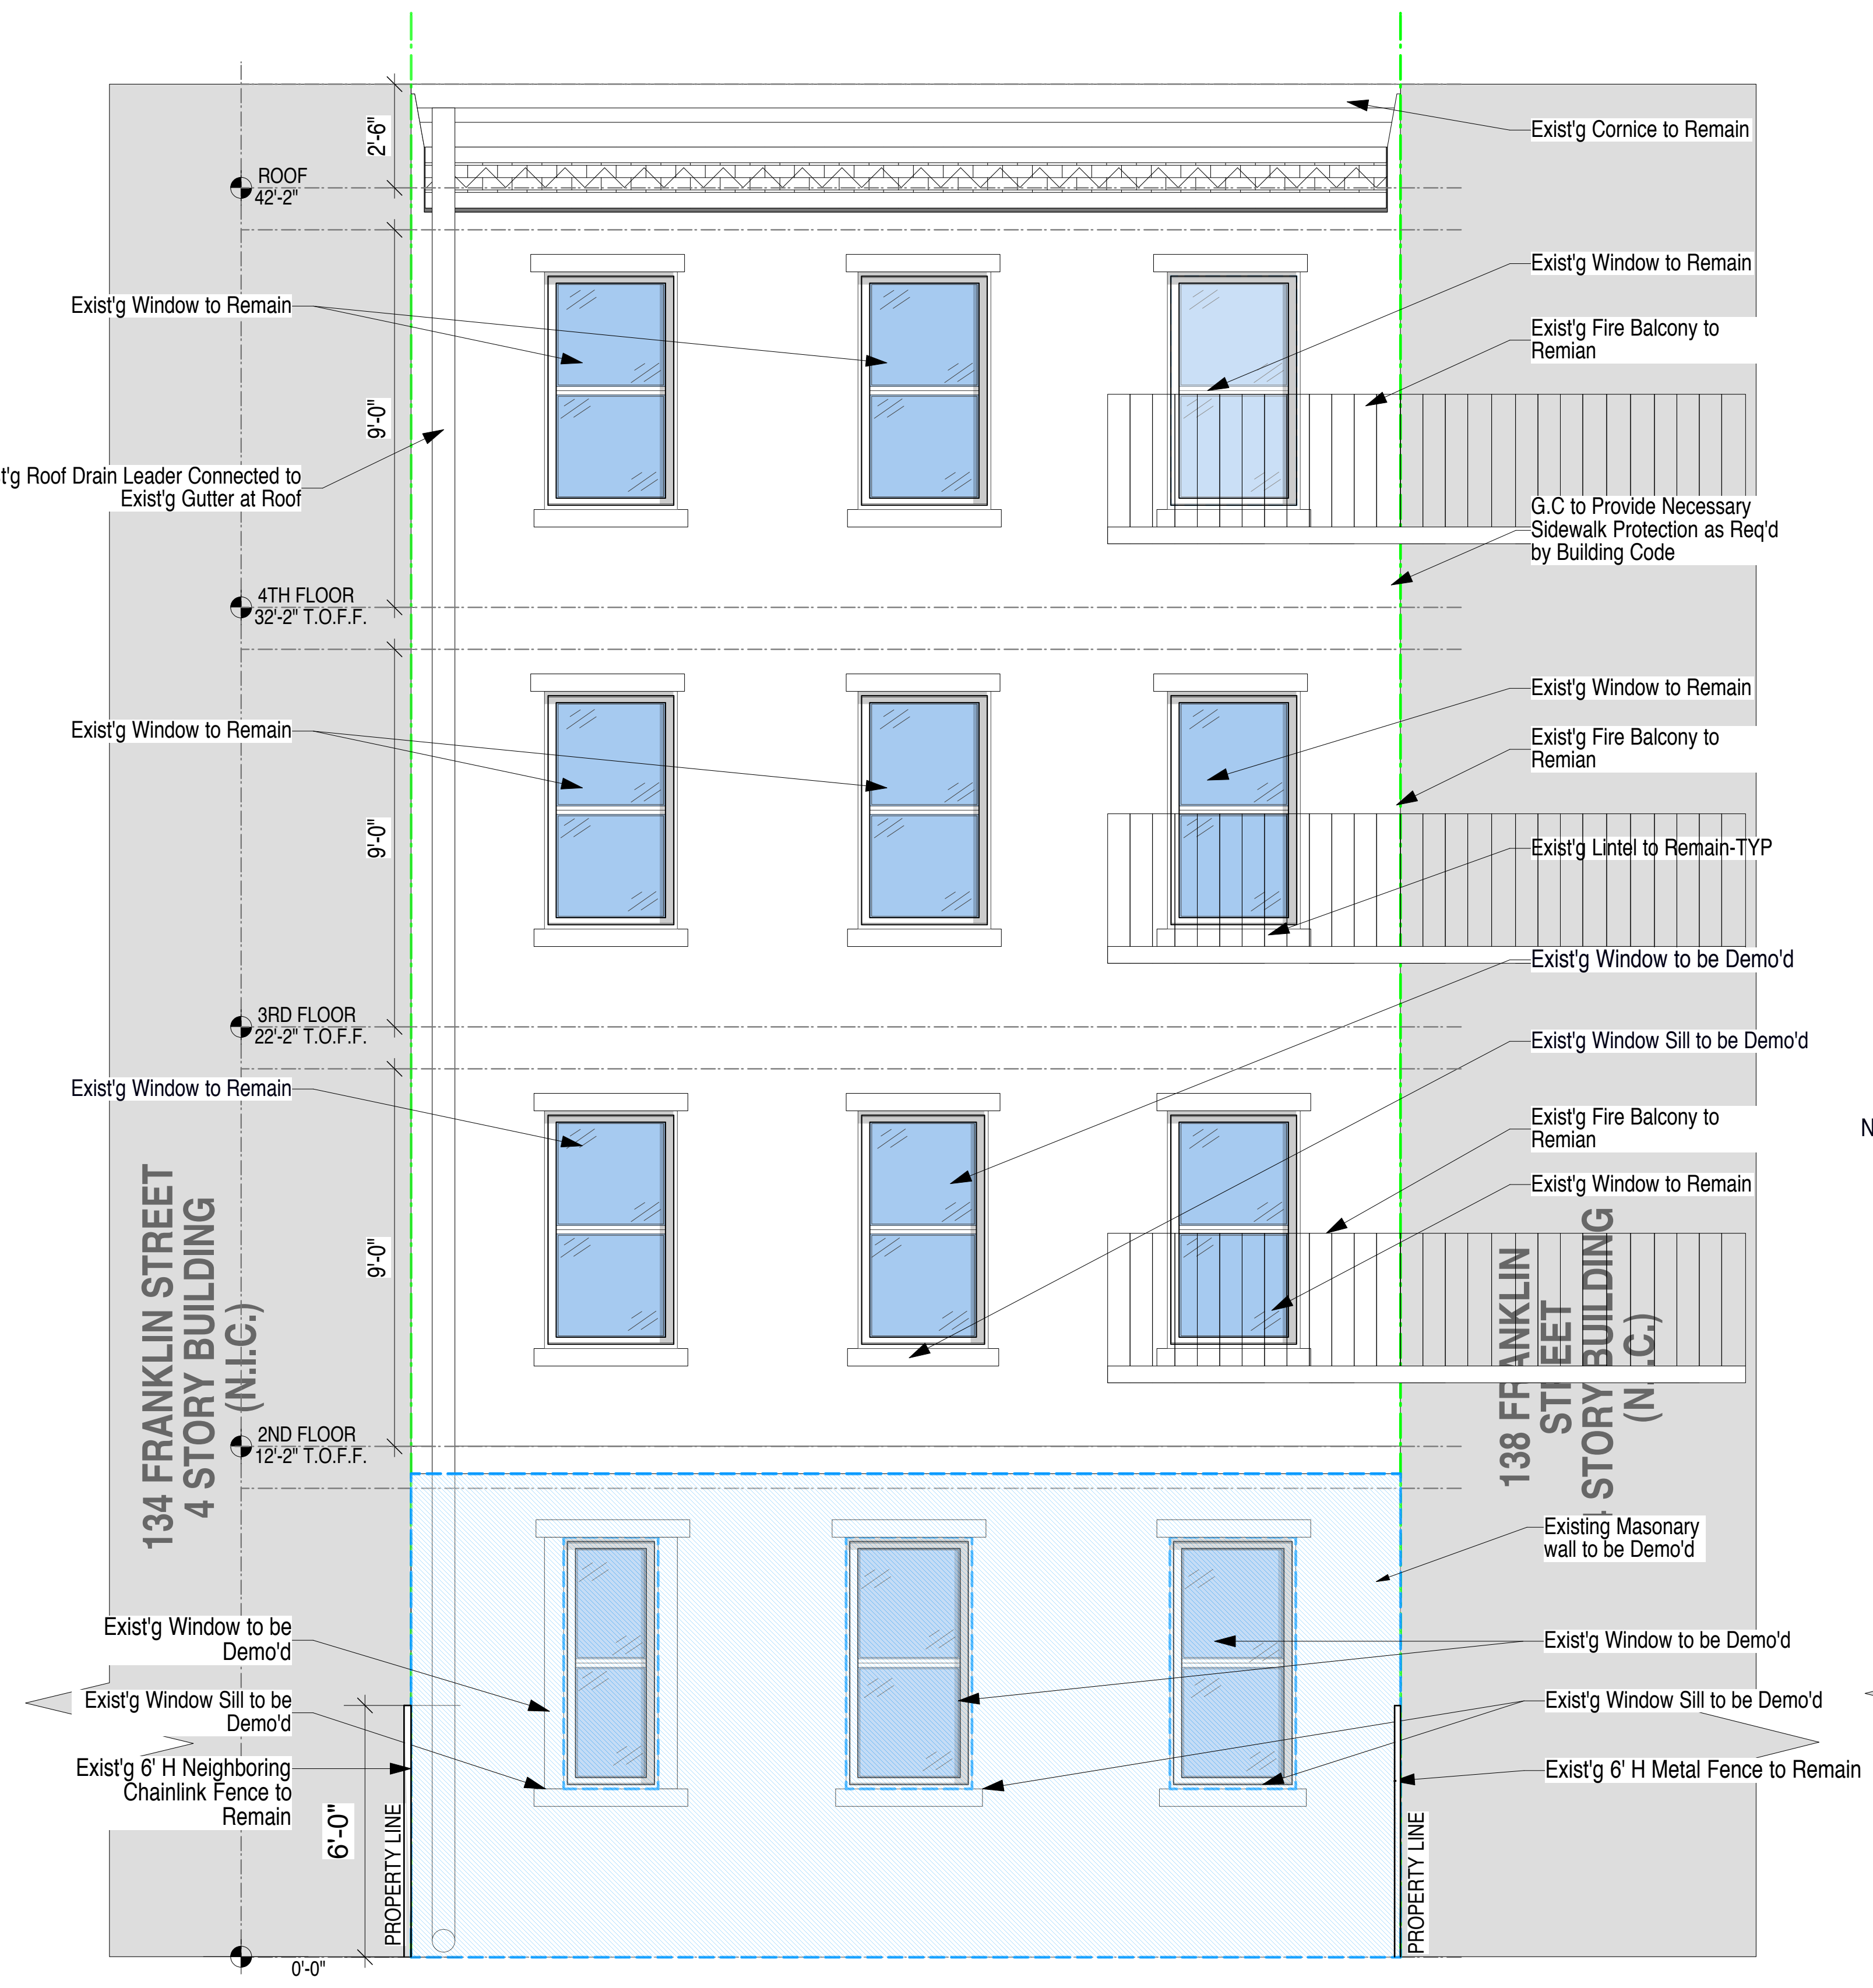 2'-6"
Exist'g Cornice to Remain
ROOF
42'-2"
Exist'g Window to Remain
Exist'g Window to Remain
Exist'g Fire Balcony to
Remian
9'-0"
t'g Roof Drain Leader Connected to
Exist'g Gutter at Roof
G.C to Provide Necessary
Sidewalk Protection as Req'd
by Building Code
4TH FLOOR
32'-2" T.O.F.F.
Exist'g Window to Remain
Exist'g Window to Remain
Exist'g Fire Balcony to
Remian
9'-0"
Exist'g Lintel to Remain-TYP
Exist'g Window to be Demo'd
3RD FLOOR
22'-2" T.O.F.F.
Exist'g Window Sill to be Demo'd
Exist'g Window to Remain
Exist'g Fire Balcony to
Remian
N
Exist'g Window to Remain
9'-0"
134 FRANKLIN STREET
4 STORY BUILDING
(N.I.C.)
138 FRANKLIN
STREET
4 STORY BUILDING
(N.I.C.)
2ND FLOOR
12'-2" T.O.F.F.
Existing Masonary
wall to be Demo'd
Exist'g Window to be
Demo'd
Exist'g Window to be Demo'd
Exist'g Window Sill to be
Demo'd
Exist'g Window Sill to be Demo'd
Exist'g 6' H Neighboring
Chainlink Fence to
Remain
Exist'g 6' H Metal Fence to Remain
6'-0"
PROPERTY LINE
PROPERTY LINE
0'-0"